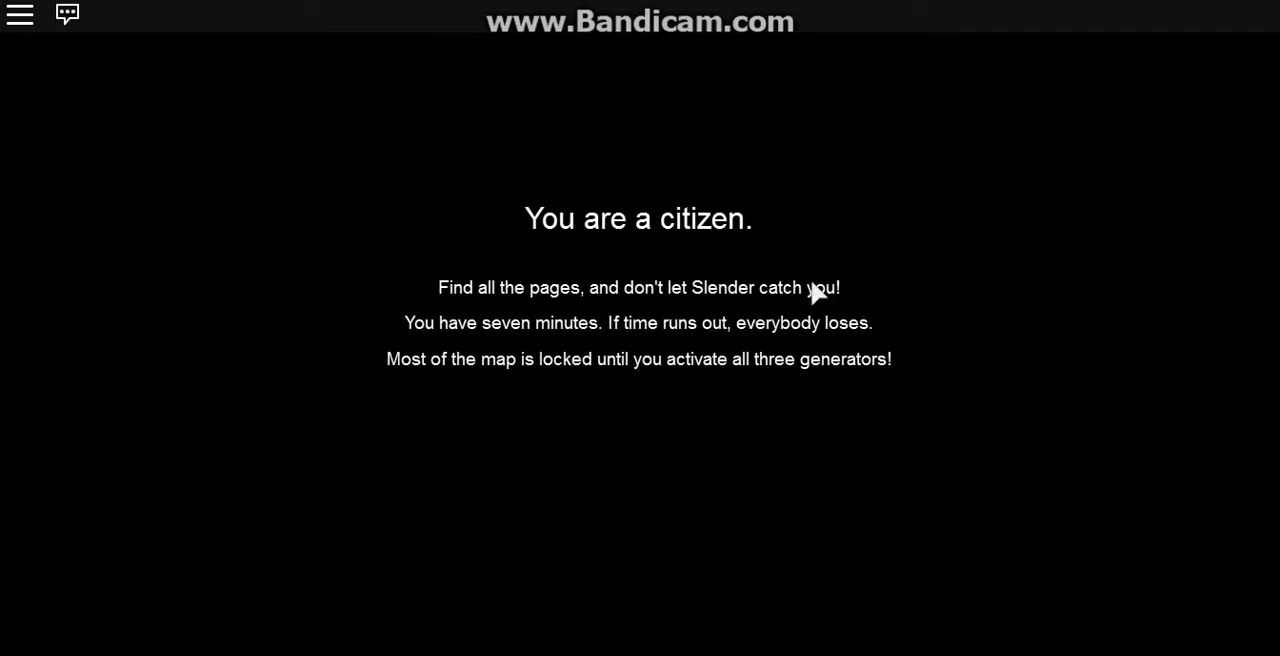 www.Bandicam.com
You are a citizen.
Find all the pages, and don't let Slender catch you!
You have seven minutes. If time runs out, everybody loses.
Most of the map is locked until you activate all three generators!